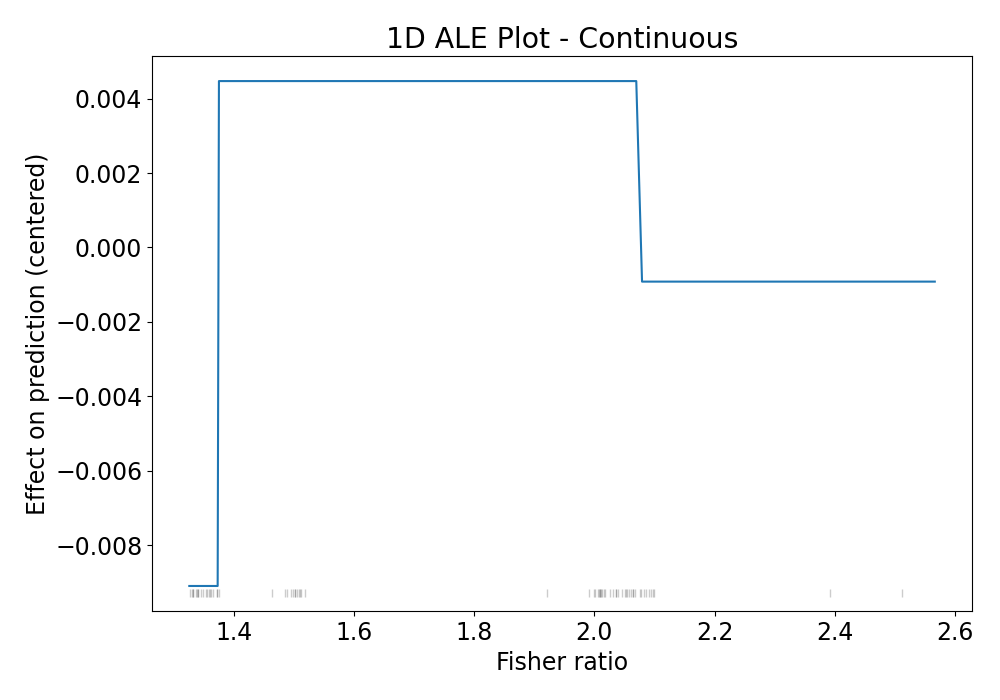 1D ALE Plot - Continuous
Effect on prediction (centered)
0.004
0.002
0.000
−0.002
−0.004
−0.006
−0.008
1.4 1.6 1.8 2.0 2.2 2.4 2.6
Fisher ratio